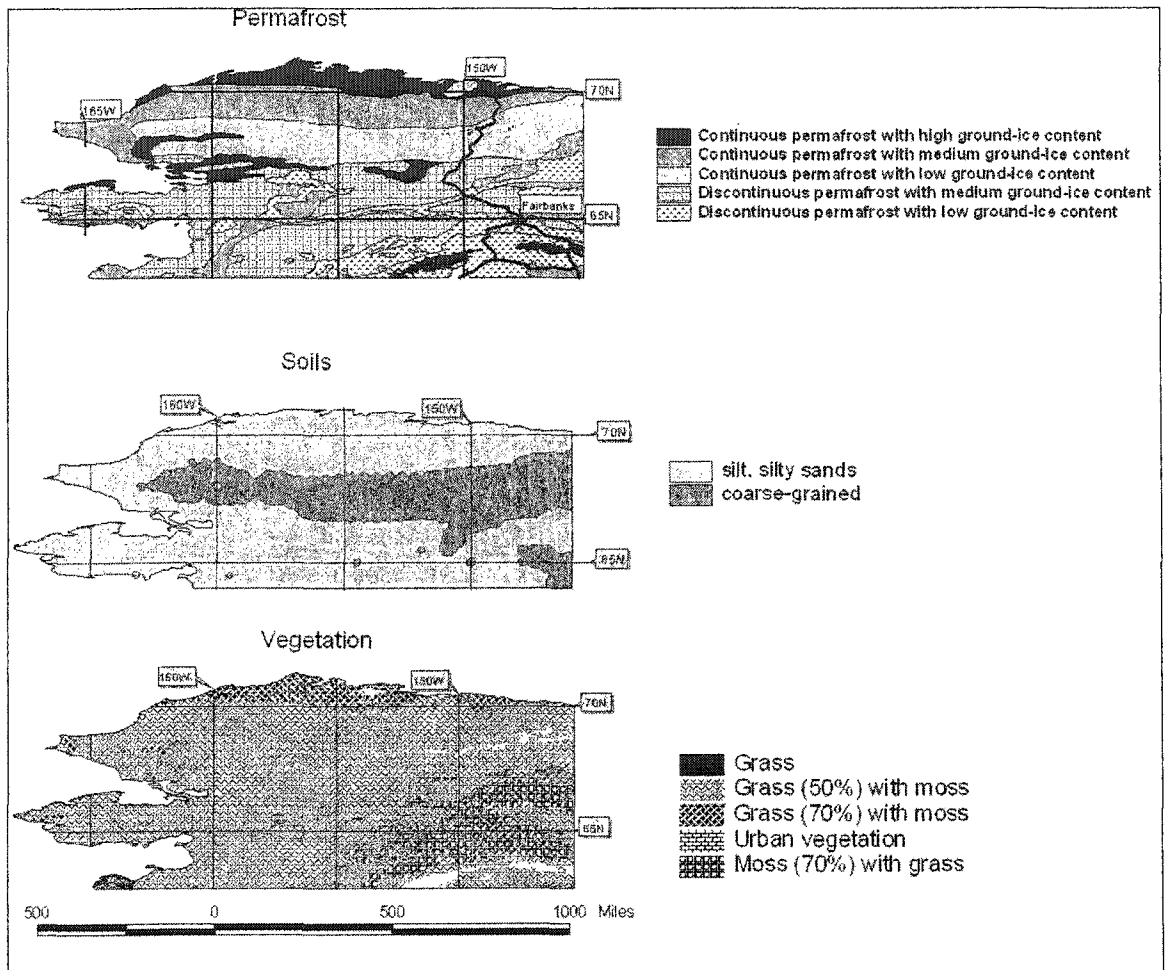 Permafrost
150W
70N
165W
Continuous permafrost with high ground-ice content
Continuous permafrost with medium ground-ice content
Continuous permafrost with low ground-ice content
Discontinuous permafrost with medium ground-ice content
Discontinuous permafrost with low ground-ice content
Fairbanks
65N
Soils
160W
150W
70N
silt, silty sands
coarse-grained
65N
Vegetation
160W
150W
70N
Grass
Grass (50%) with moss
Grass (70%) with moss
Urban vegetation
Moss (70%) with grass
65N
500 0 500 1000 Miles